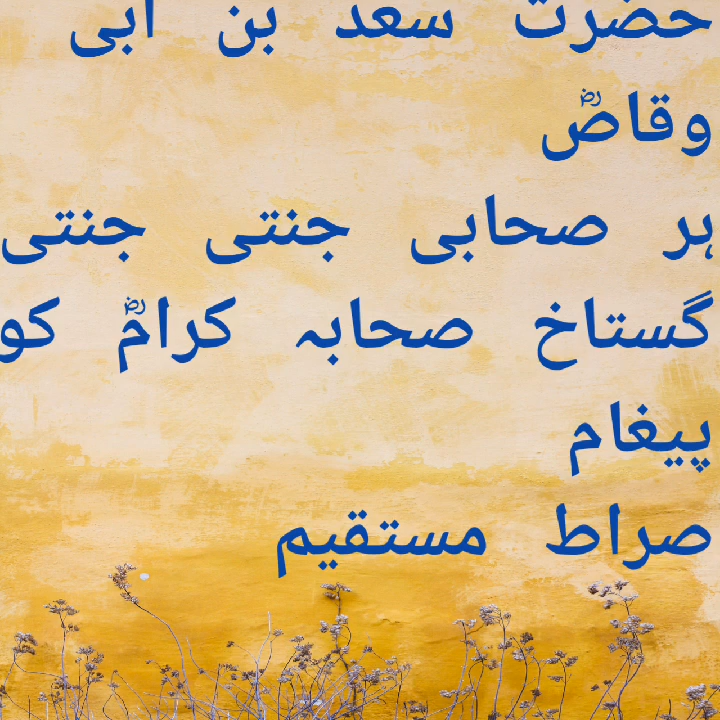 حضرت سعد بن ابی
وقاصؓ
ہر صحابی جنتی جنتی
گستاخ صحابہ کرامؓ کو
پیغام
صراط مستقیم